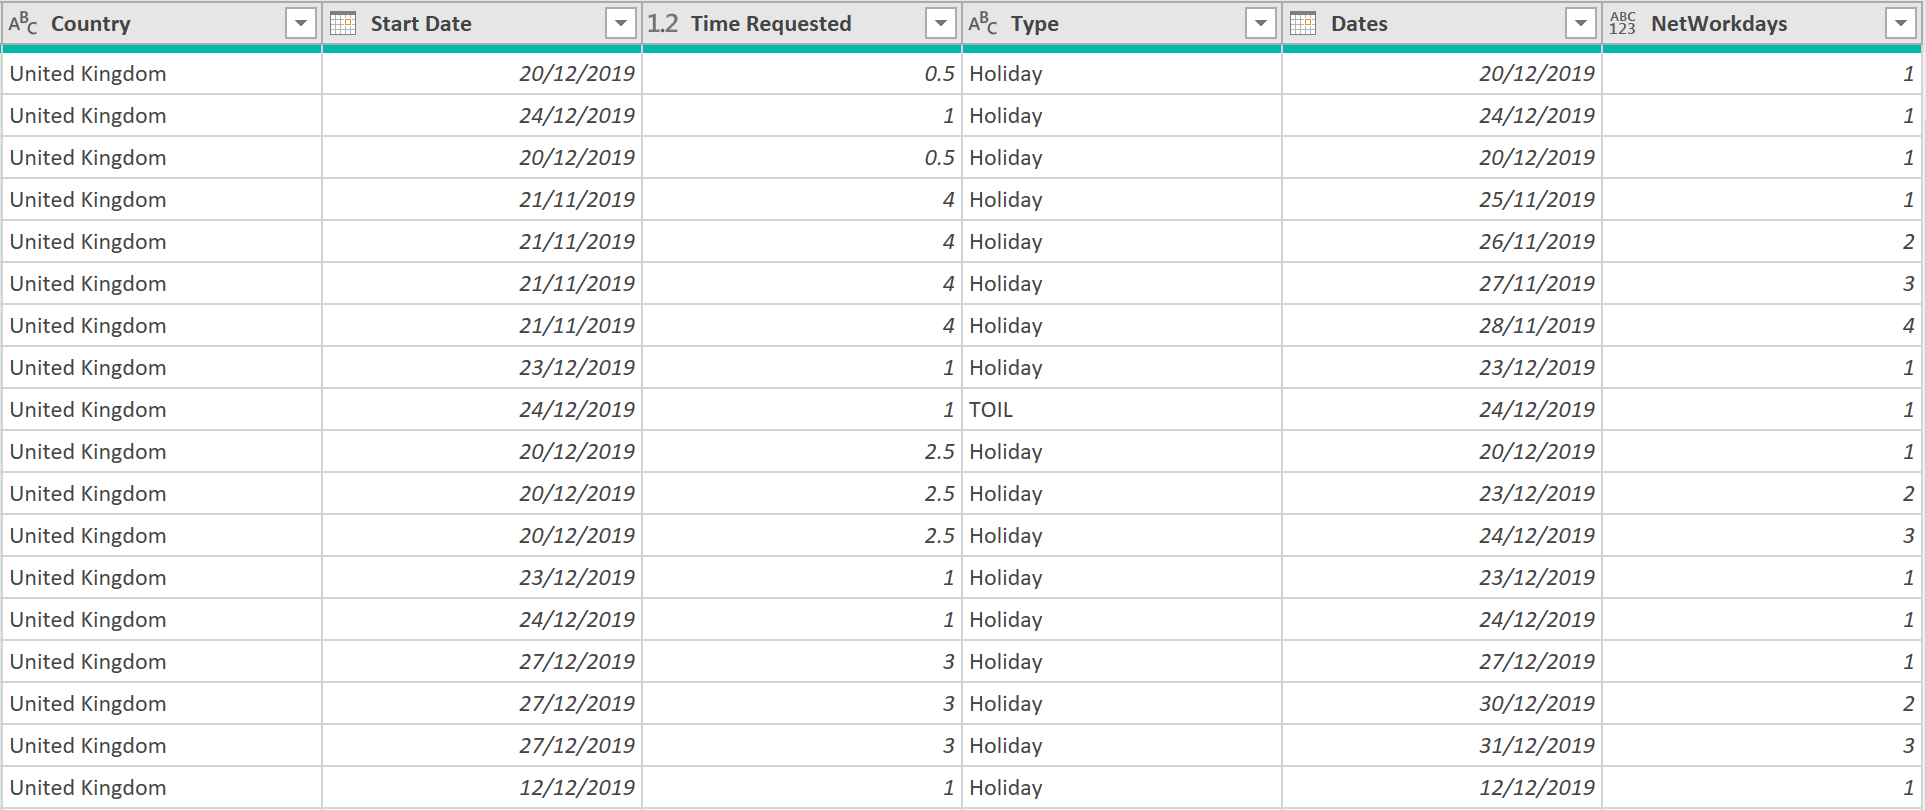 ABC Country 1.2 Start Date Time Requested ABC Type Dates ABC 123 NetWorkdays
United Kingdom 20/12/2019 0.5 Holiday 20/12/2019 1
United Kingdom 24/12/2019 1 Holiday 24/12/2019 1
United Kingdom 20/12/2019 0.5 Holiday 20/12/2019 1
United Kingdom 21/11/2019 4 Holiday 25/11/2019 1
United Kingdom 21/11/2019 4 Holiday 26/11/2019 2
United Kingdom 21/11/2019 4 Holiday 27/11/2019 3
United Kingdom 21/11/2019 4 Holiday 28/11/2019 4
United Kingdom 23/12/2019 1 Holiday 23/12/2019 1
United Kingdom 24/12/2019 1 TOIL 24/12/2019 1
United Kingdom 20/12/2019 2.5 Holiday 20/12/2019 1
United Kingdom 20/12/2019 2.5 Holiday 23/12/2019 2
United Kingdom 20/12/2019 2.5 Holiday 24/12/2019 3
United Kingdom 23/12/2019 1 Holiday 23/12/2019 1
United Kingdom 24/12/2019 1 Holiday 24/12/2019 1
United Kingdom 27/12/2019 3 Holiday 27/12/2019 1
United Kingdom 27/12/2019 3 Holiday 30/12/2019 2
United Kingdom 27/12/2019 3 Holiday 31/12/2019 3
United Kingdom 12/12/2019 1 Holiday 12/12/2019 1